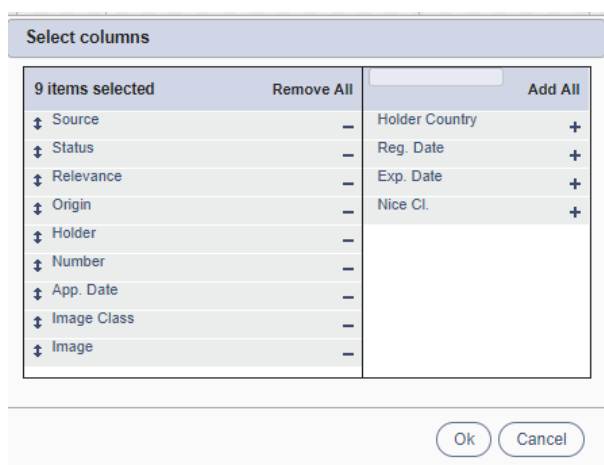 Select columns
9 items selected Remove All
Source
Status
Relevance
Origin
Holder
Number
App. Date
Image Class
Image
Add All
Holder Country
Reg. Date
Exp. Date
Nice Cl.
Ok Cancel